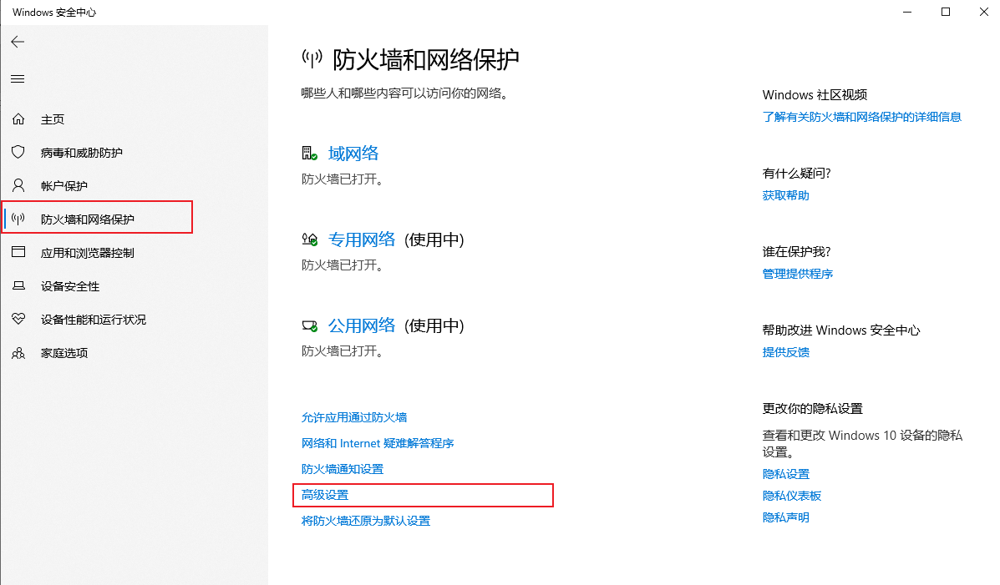 Windows 安全中心
主页
病毒和威胁防护
帐户保护
防火墙和网络保护
应用和浏览器控制
设备安全性
设备性能和运行状况
家庭选项
防火墙和网络保护
哪些人和哪些内容可以访问你的网络。
域网络
防火墙已打开。
专用网络 (使用中)
防火墙已打开。
公用网络 (使用中)
防火墙已打开。
允许应用通过防火墙
网络和 Internet 疑难解答程序
防火墙通知设置
高级设置
将防火墙还原为默认设置
Windows 社区视频
了解有关防火墙和网络保护的详细信息
有什么疑问?
获取帮助
谁在保护我?
管理提供程序
帮助改进 Windows 安全中心
提供反馈
更改你的隐私设置
查看和更改 Windows 10 设备的隐私
设置。
隐私设置
隐私仪表板
隐私声明